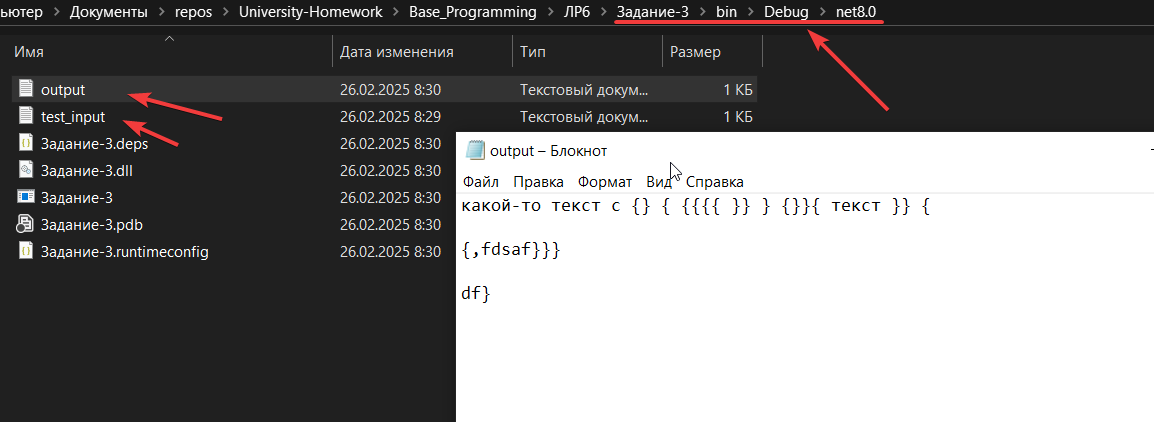 ьютер > Документы > repos > University-Homework > Base_Programming > ЛР6 > Задание-3 > bin > Debug > net8.0
Имя Дата изменения Тип Размер
output 26.02.2025 8:30 Текстовый докум... 1 КБ
test_input 26.02.2025 8:29 Текстовый докум... 1 КБ
Задание-3.deps 26.02.2025 8:30
Задание-3.dll 26.02.2025 8:30
Задание-3 26.02.2025 8:30
Задание-3.pdb 26.02.2025 8:30
Задание-3.runtimeconfig 26.02.2025 8:30
output – Блокнот
Файл Правка Формат Вид Справка
какой-то текст с {} { {{{{ }} } {}}{ текст }} {
{,fdsaf}}}
df}